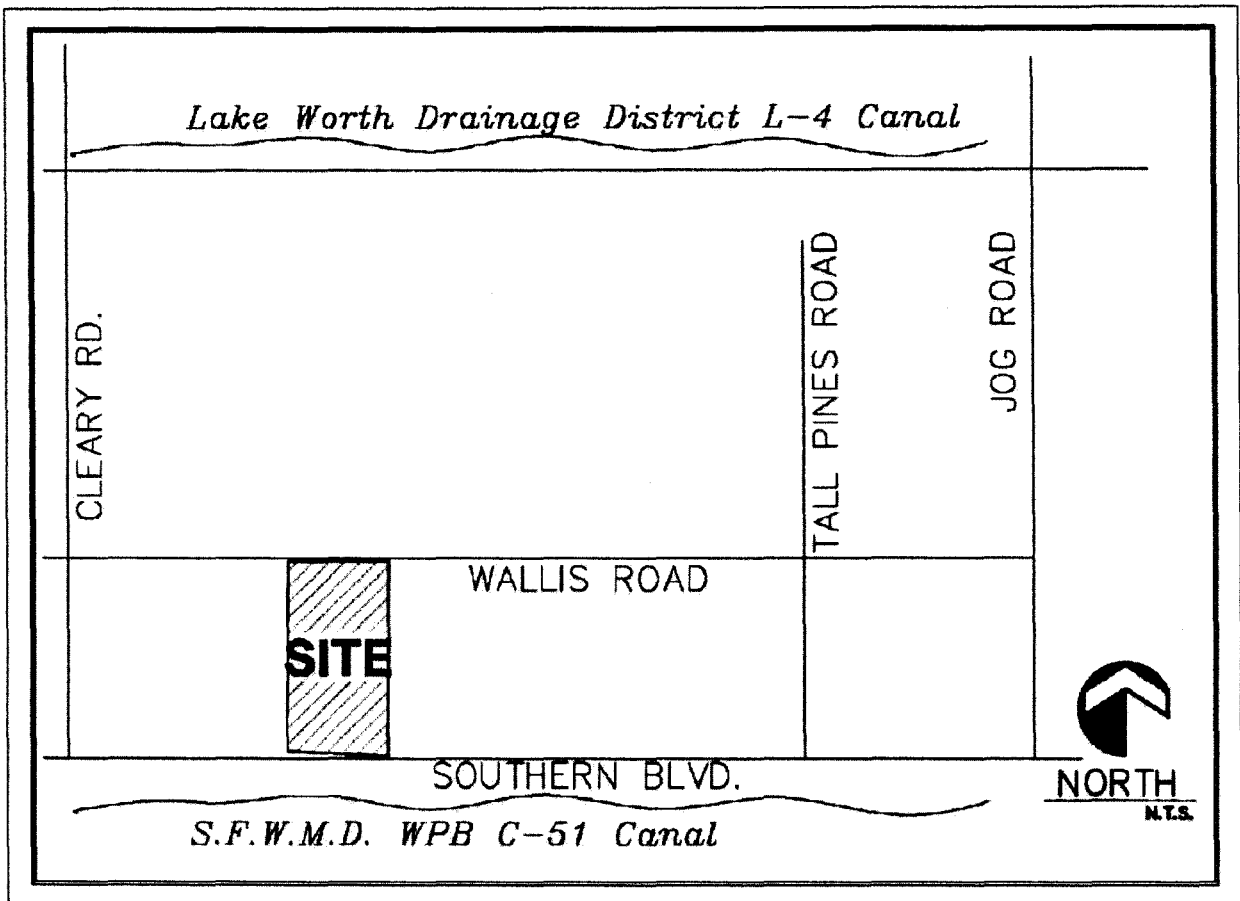 Lake Worth Drainage District L-4 Canal
CLEARY RD.
TALL PINES ROAD
JOG ROAD
WALLIS ROAD
SITE
SOUTHERN BLVD.
NORTH
N.T.S.
S.F.W.M.D. WPB C-51 Canal